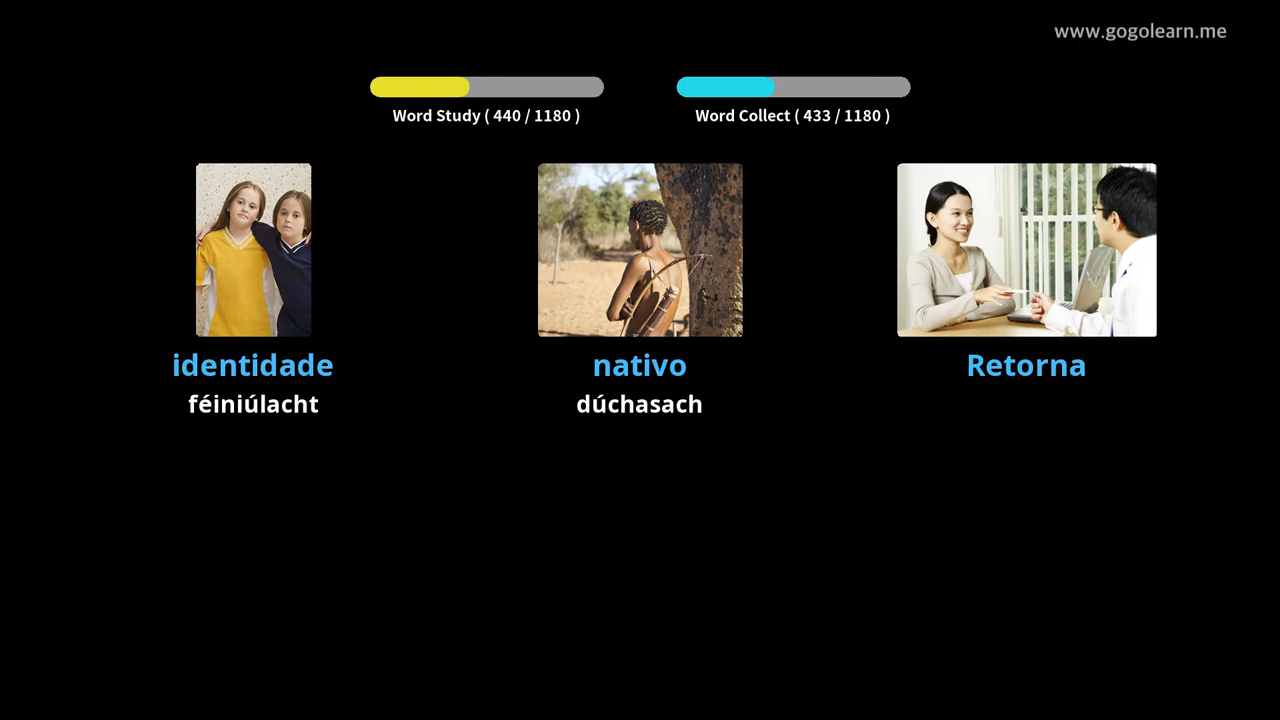 www.gogolearn.me
Word Study ( 440 / 1180 )
Word Collect ( 433 / 1180 )
identidade
féiniúlacht
nativo
dúchasach
Retorna